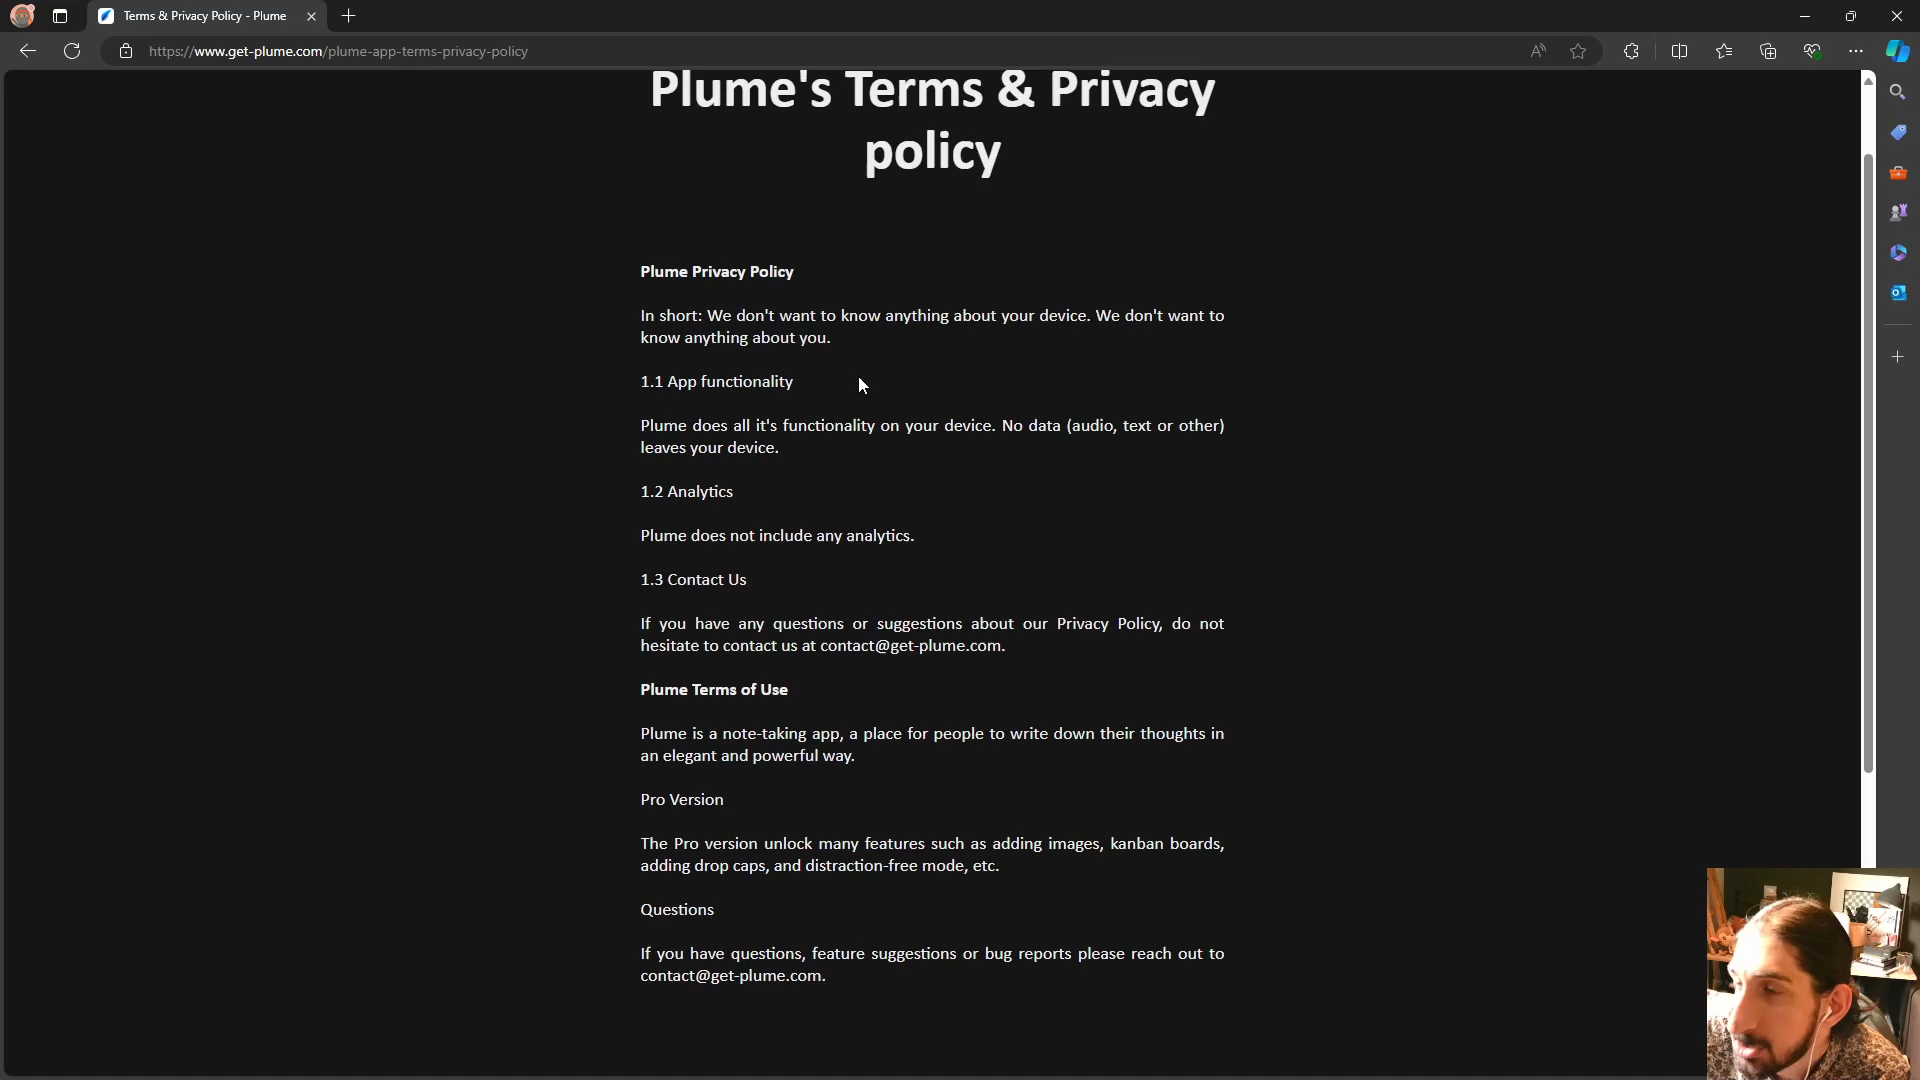 Terms & Privacy Policy - Plume
https://www.get-plume.com/plume-app-terms-privacy-policy
Plume's Terms & Privacy
policy
Plume Privacy Policy
In short: We don't want to know anything about your device. We don't want to
know anything about you.
1.1 App functionality
Plume does all it's functionality on your device. No data (audio, text or other)
leaves your device.
1.2 Analytics
Plume does not include any analytics.
1.3 Contact Us
If you have any questions or suggestions about our Privacy Policy, do not
hesitate to contact us at contact@get-plume.com.
Plume Terms of Use
Plume is a note-taking app, a place for people to write down their thoughts in
an elegant and powerful way.
Pro Version
The Pro version unlock many features such as adding images, kanban boards,
adding drop caps, and distraction-free mode, etc.
Questions
If you have questions, feature suggestions or bug reports please reach out to
contact@get-plume.com.